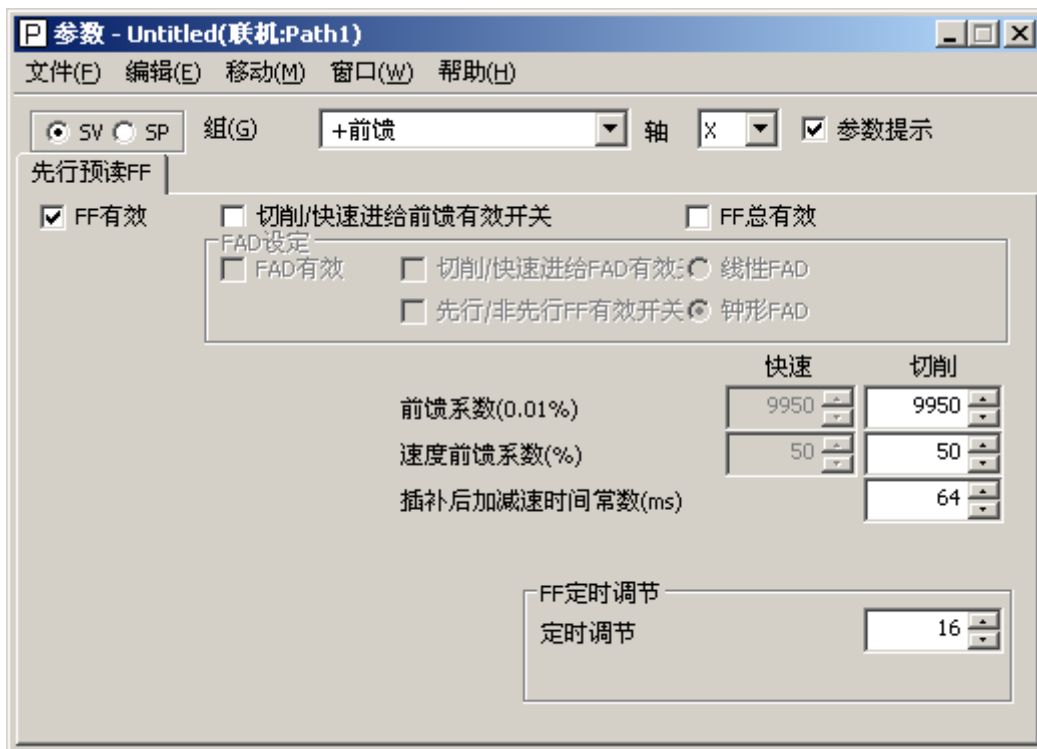 P 参数 - Untitled(联机:Path1)
文件(F) 编辑(E) 移动(M) 窗口(W) 帮助(H)
SV SP 组(G) +前馈 轴 X 参数提示
先行预读FF
FF有效 切削/快速进给前馈有效开关 FF总有效
FAD设定
FAD有效 切削/快速进给FAD有效 线性FAD
先行/非先行FF有效开关 钟形FAD
快速 切削
前馈系数(0.01%) 9950 9950
速度前馈系数(%) 50 50
插补后加减速时间常数(ms) 64
FF定时调节
定时调节 16